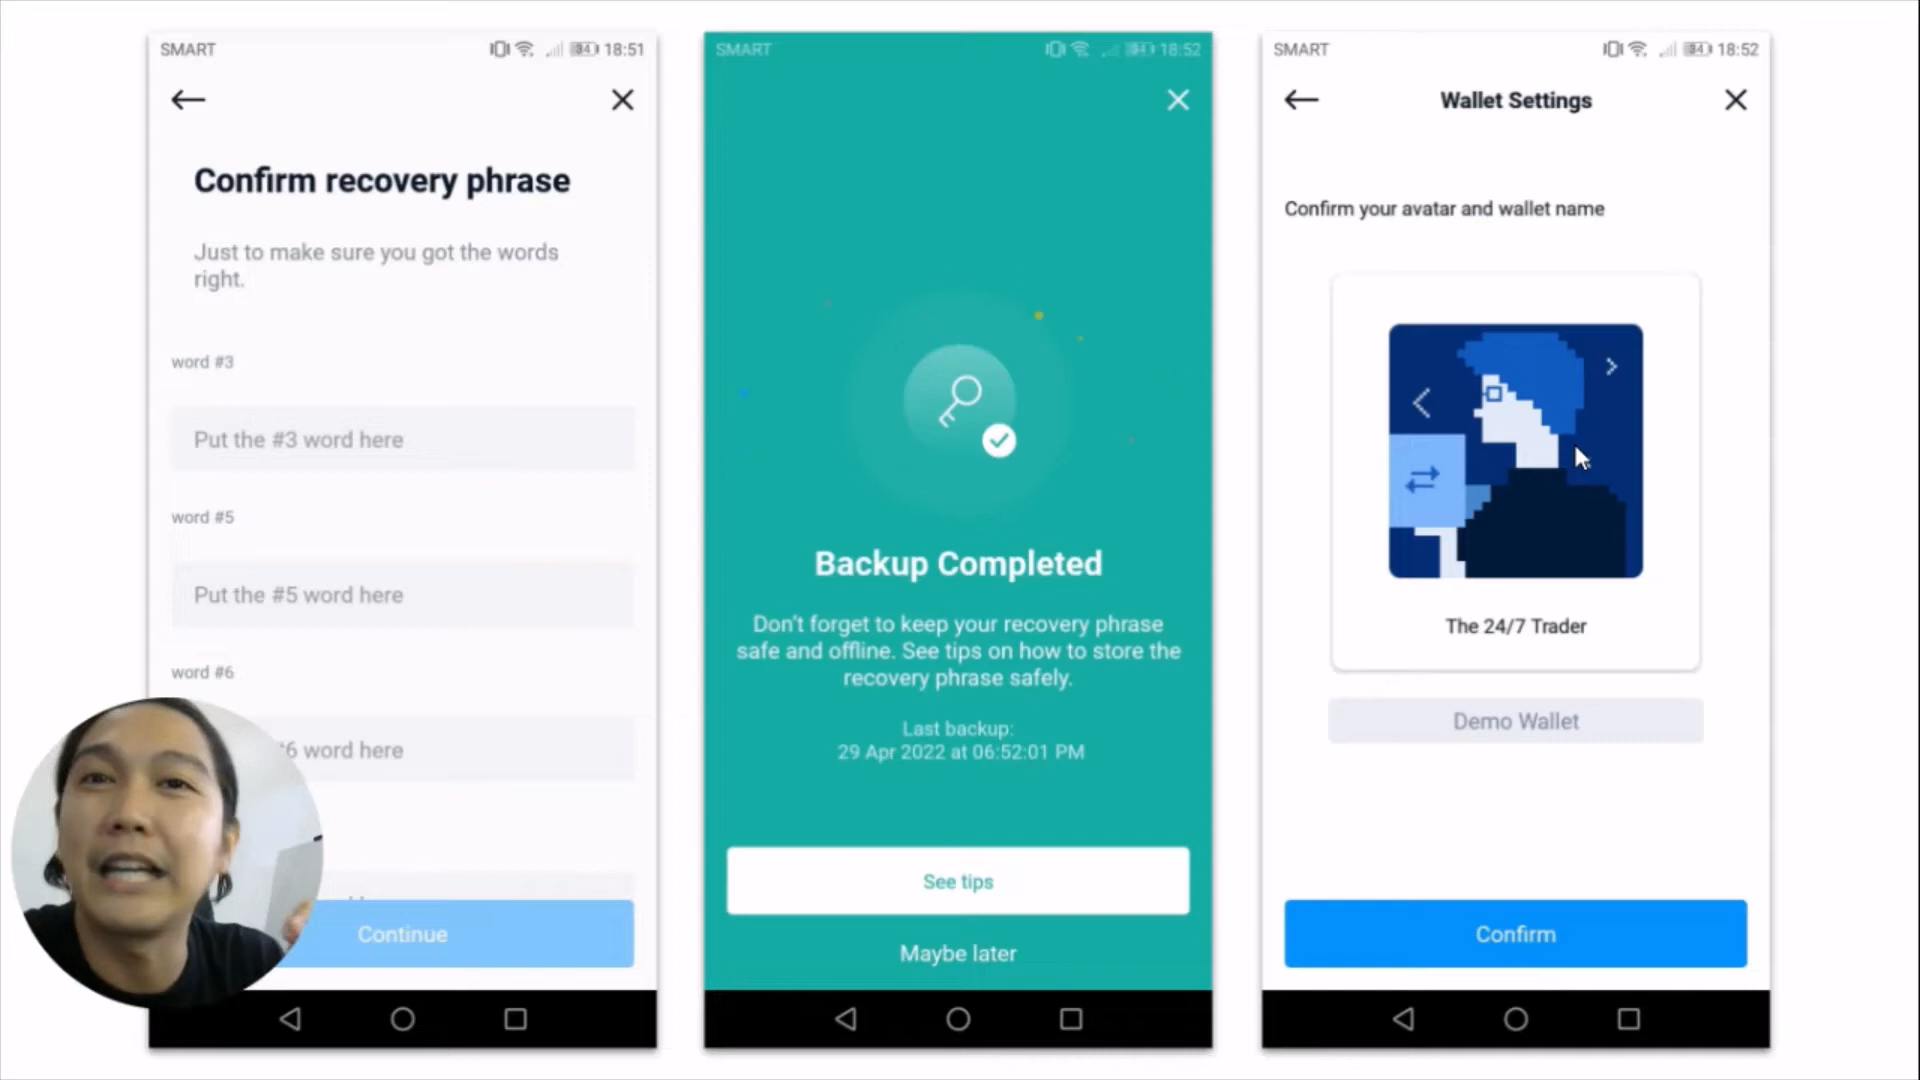 SMART
84 18:51
Confirm recovery phrase
Just to make sure you got the words
right.
word #3
Put the #3 word here
word #5
Put the #5 word here
word #6
#6 word here
Continue
SMART
84 18:52
Backup Completed
Don't forget to keep your recovery phrase
safe and offline. See tips on how to store the
recovery phrase safely.
Last backup:
29 Apr 2022 at 06:52:01 PM
See tips
Maybe later
SMART
84 18:52
Wallet Settings
Confirm your avatar and wallet name
The 24/7 Trader
Demo Wallet
Confirm